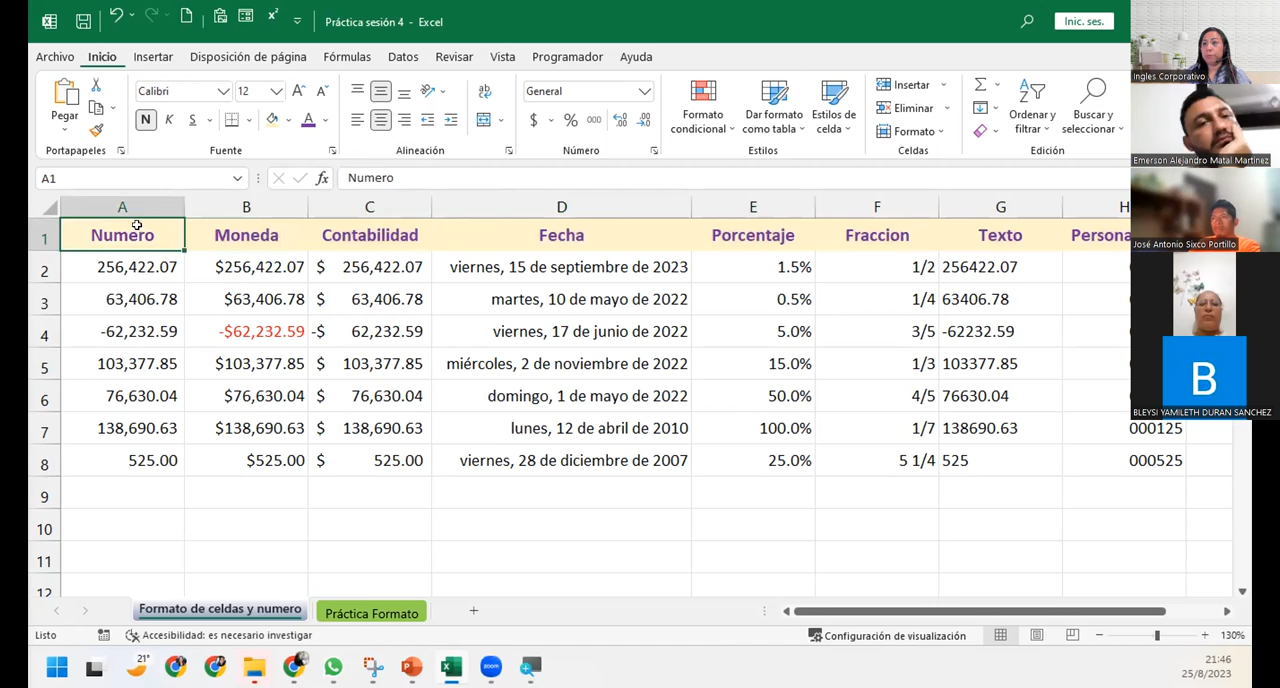 Práctica sesión 4 - Excel
Inic. ses.
Archivo Inicio Insertar Disposición de página Fórmulas Datos Revisar Vista Programador Ayuda
Pegar
Portapapeles
Calibri 12
N K S
Fuente
Alineación
General
$ % 000
Número
Formato condicional
Dar formato como tabla
Estilos de celda
Estilos
Insertar
Eliminar
Formato
Celdas
Ordenar y filtrar
Buscar y seleccionar
Edición
A1 fx Numero
A B C D E F G H
1 Numero Moneda Contabilidad Fecha Porcentaje Fraccion Texto Persona
2 256,422.07 $256,422.07 $ 256,422.07 viernes, 15 de septiembre de 2023 1.5% 1/2 256422.07
3 63,406.78 $63,406.78 $ 63,406.78 martes, 10 de mayo de 2022 0.5% 1/4 63406.78
4 -62,232.59 -$62,232.59 -$ 62,232.59 viernes, 17 de junio de 2022 5.0% 3/5 -62232.59
5 103,377.85 $103,377.85 $ 103,377.85 miércoles, 2 de noviembre de 2022 15.0% 1/3 103377.85
6 76,630.04 $76,630.04 $ 76,630.04 domingo, 1 de mayo de 2022 50.0% 4/5 76630.04
7 138,690.63 $138,690.63 $ 138,690.63 lunes, 12 de abril de 2010 100.0% 1/7 138690.63 000125
8 525.00 $525.00 $ 525.00 viernes, 28 de diciembre de 2007 25.0% 5 1/4 525 000525
9
10
11
12
Formato de celdas y numero Práctica Formato
Listo Accesibilidad: es necesario investigar Configuración de visualización 130%
21°
21:46
25/8/2023
Ingles Corporativo
Emerson Alejandro Matal Martinez
José Antonio Sixco Portillo
B
BLEYSI YAMILETH DURAN SANCHEZ